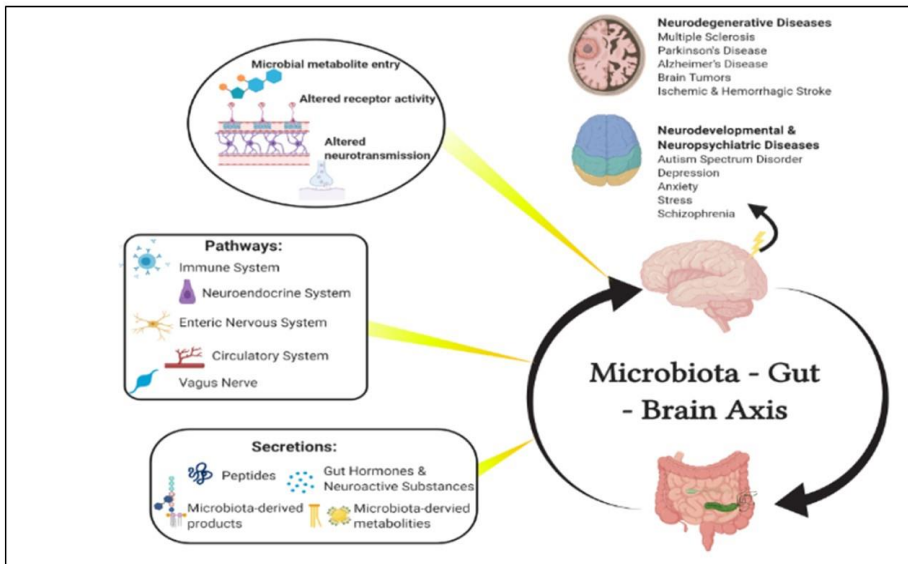 Microbial metabolite entry
Altered receptor activity
Altered
neurotransmission
Pathways:
Immune System
Neuroendocrine System
Enteric Nervous System
Circulatory System
Vagus Nerve
Secretions:
Peptides
Gut Hormones &
Neuroactive Substances
Microbiota-derived
products
Microbiota-dervied
metabolities
Neurodegenerative Diseases
Multiple Sclerosis
Parkinson's Disease
Alzheimer's Disease
Brain Tumors
Ischemic & Hemorrhagic Stroke
Neurodevelopmental &
Neuropsychiatric Diseases
Autism Spectrum Disorder
Depression
Anxiety
Stress
Schizophrenia
Microbiota - Gut
- Brain Axis